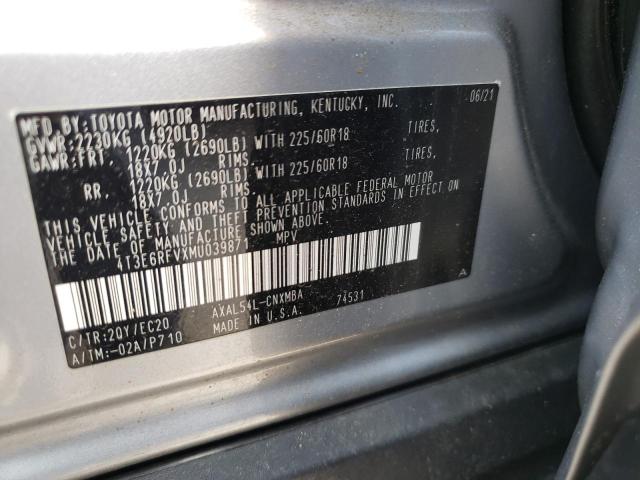 MFD.BY:TOYOTA MOTOR MANUFACTURING, KENTUCKY, INC. 06/21
GVWR:2230KG (4920LB)
GAWR:FRT. 1220KG (2690LB) WITH 225/60R18 TIRES,
18X7.0J RIMS,
RR. 1220KG (2690LB) WITH 225/60R18 TIRES,
18X7.0J RIMS,
THIS VEHICLE CONFORMS TO ALL APPLICABLE FEDERAL MOTOR
VEHICLE SAFETY AND THEFT PREVENTION STANDARDS IN EFFECT ON
THE DATE OF MANUFACTURE SHOWN ABOVE.
4T3E6RFVXMU039871 MPV
A
AXAL54L-CNXMBA 74531
C/TR:2QY/EC20 MADE IN U.S.A.
A/TM:-02A/P710